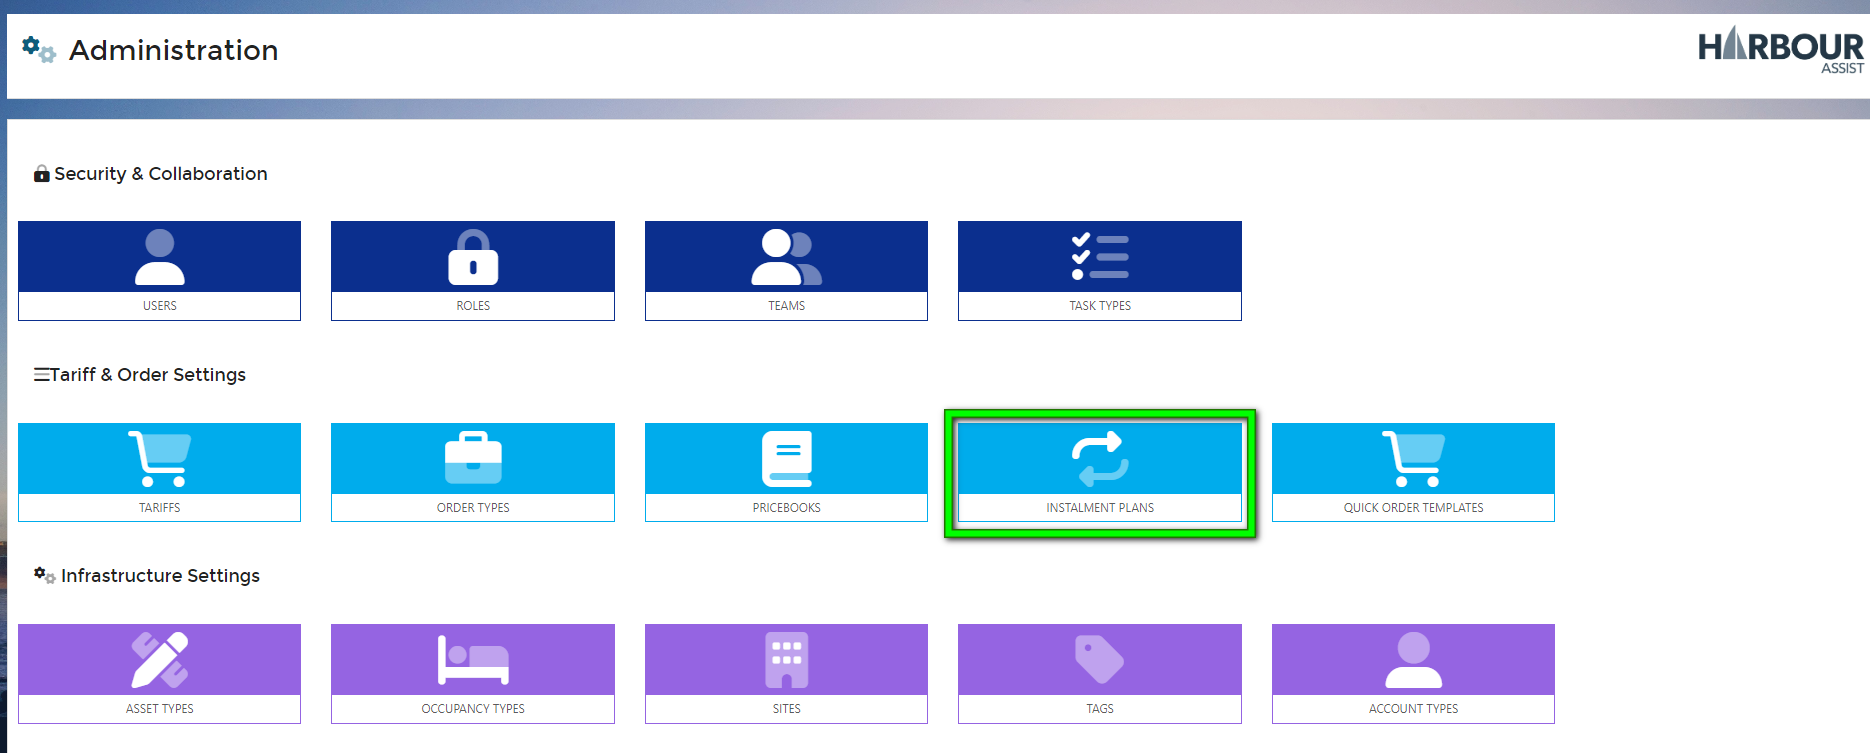 Administration
HARBOUR
ASSIST
Security & Collaboration
USERS
ROLES
TEAMS
TASK TYPES
Tariff & Order Settings
TARIFFS
ORDER TYPES
PRICEBOOKS
INSTALMENT PLANS
QUICK ORDER TEMPLATES
Infrastructure Settings
ASSET TYPES
OCCUPANCY TYPES
SITES
TAGS
ACCOUNT TYPES